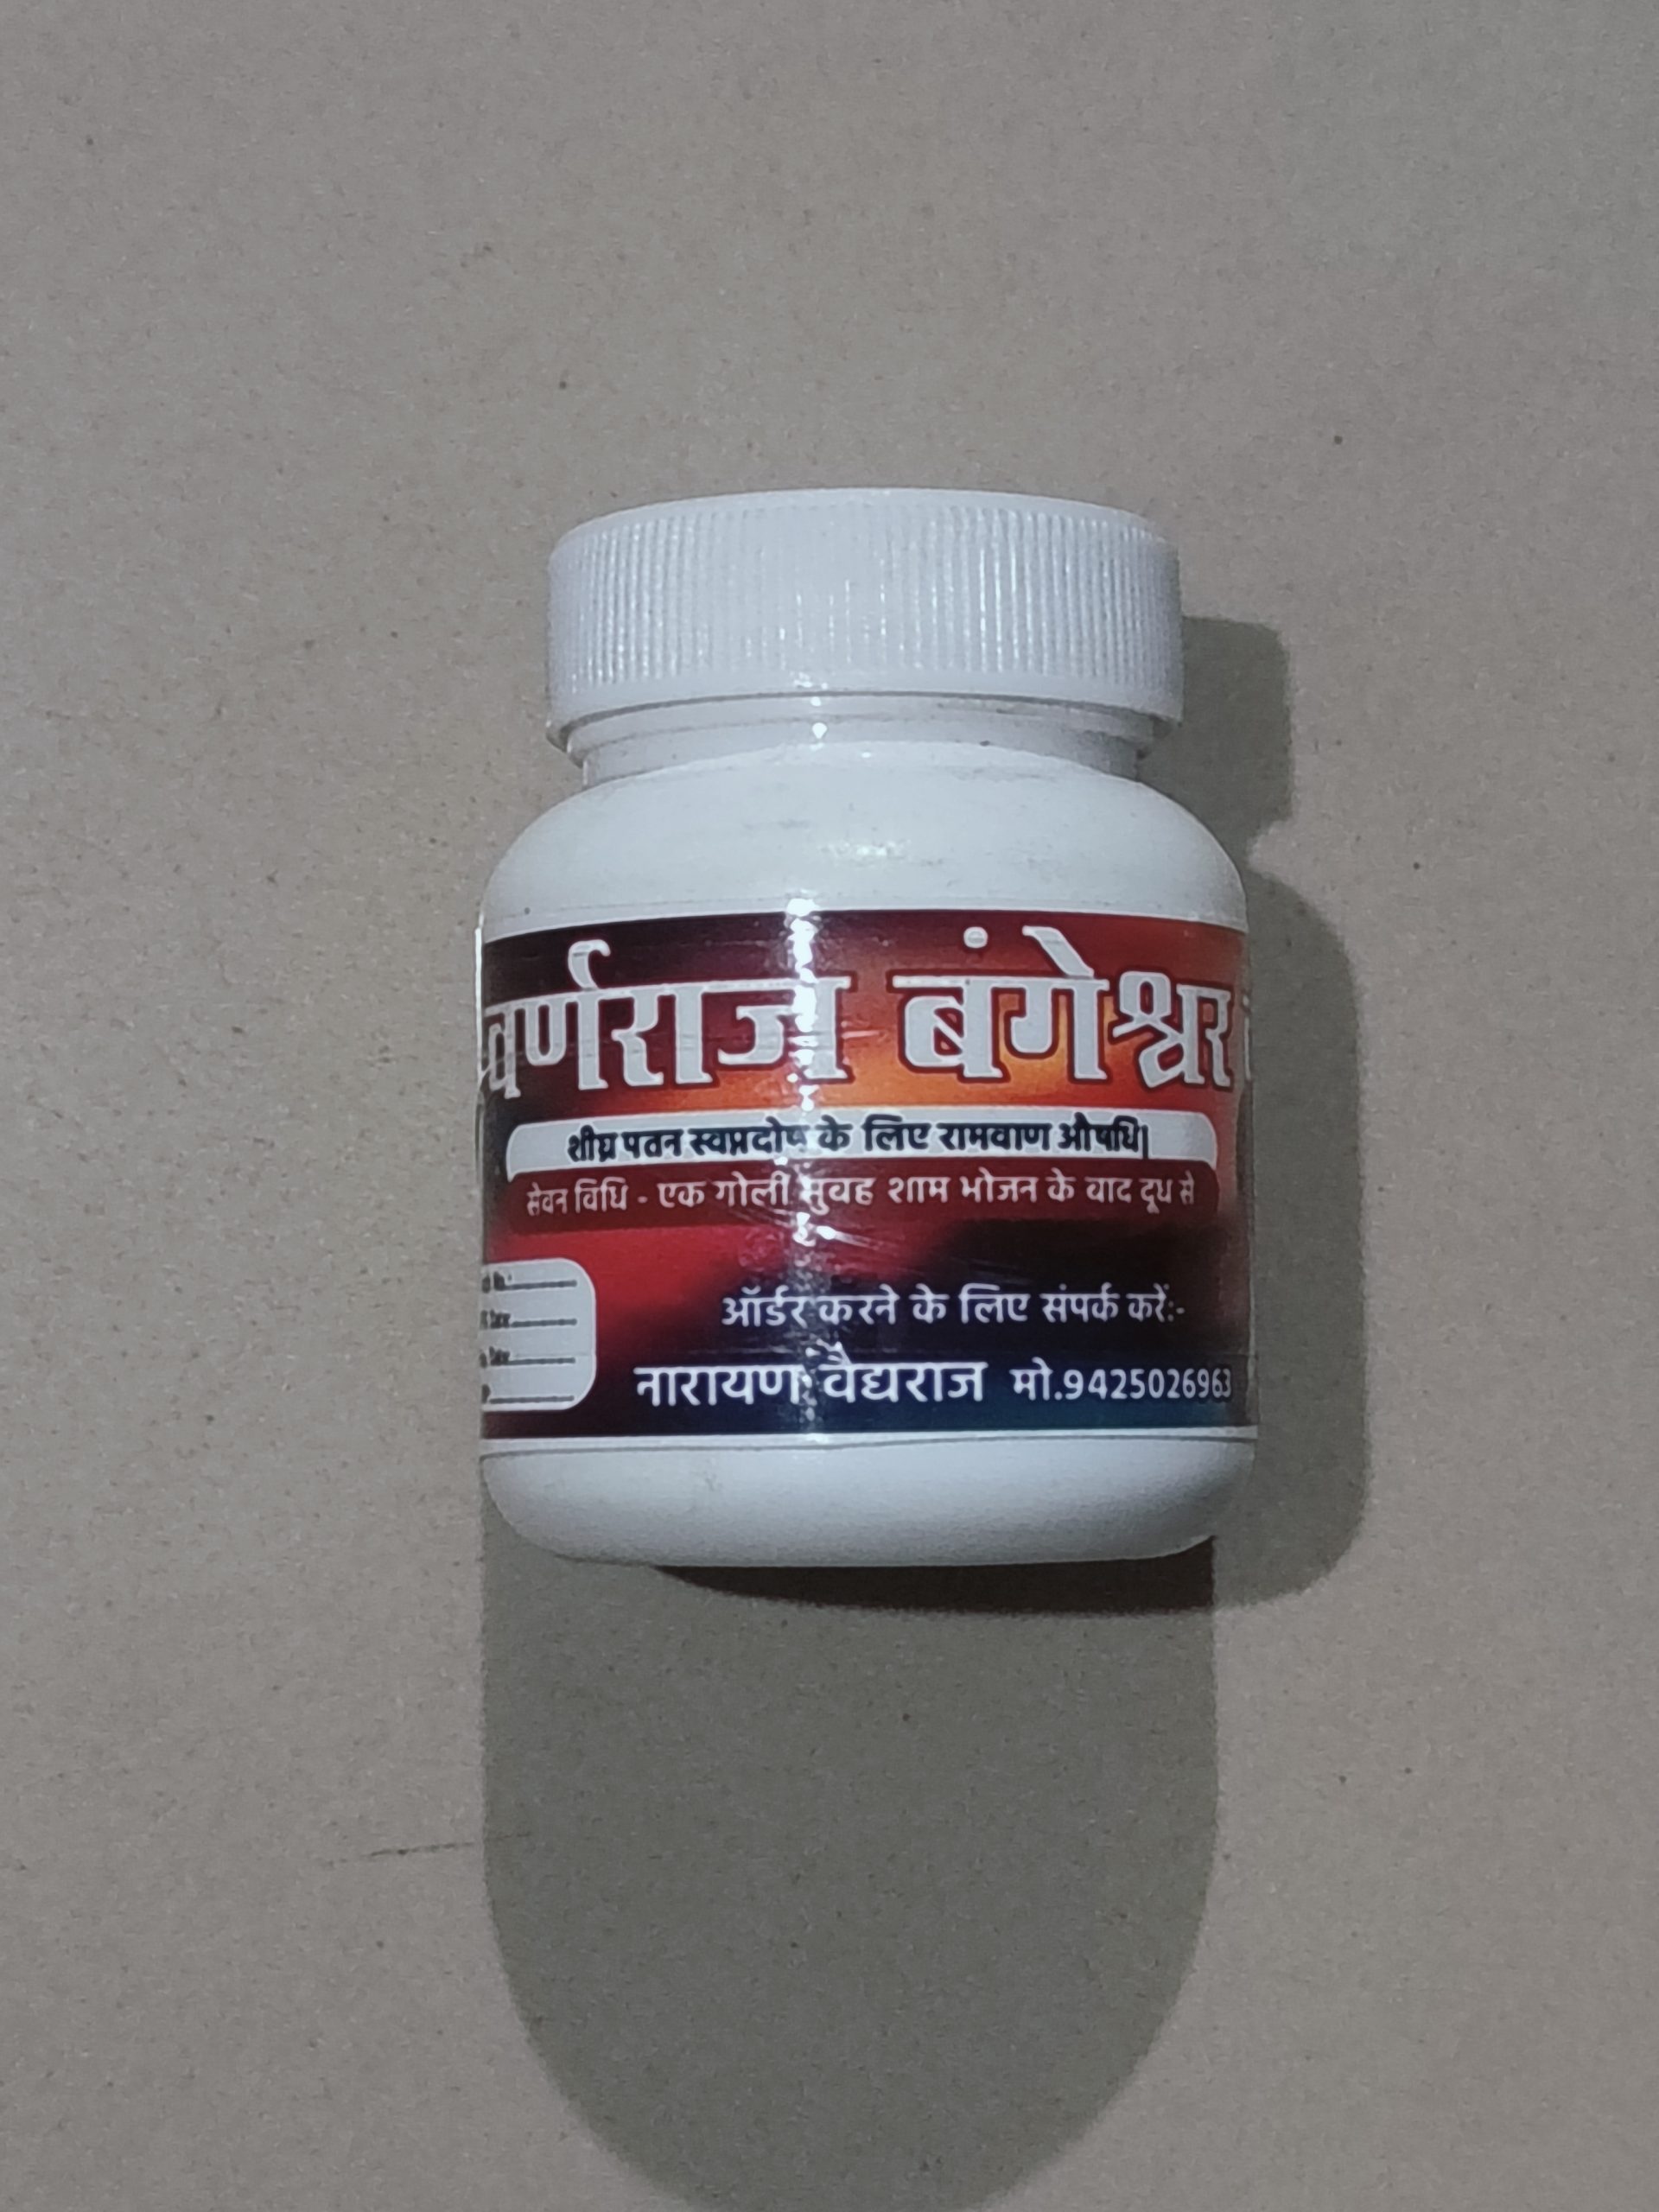 स्वर्णराज बंगेश्वर
शीघ्र पतन स्वप्नदोष के लिए रामवाण औषधि|
सेवन विधि - एक गोली सुवह शाम भोजन के वाद दूध से
ऑर्डर करने के लिए संपर्क करें:-
नारायण वैद्यराज मो.9425026963